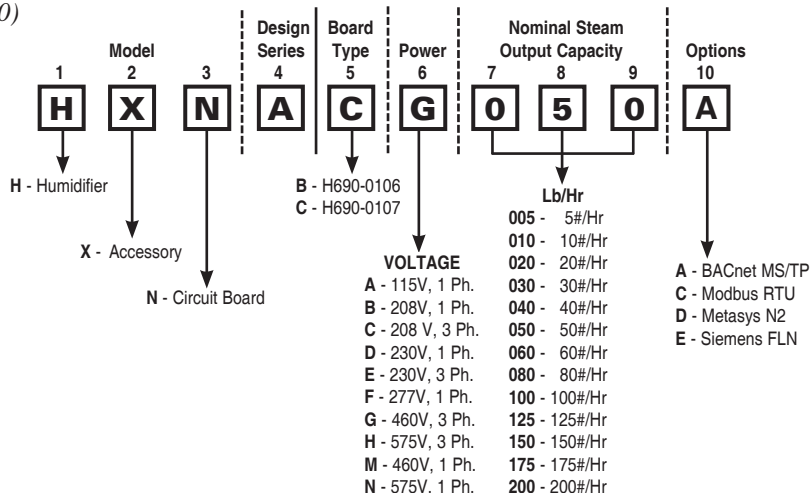 0)
Model
Design Series
Board Type
Power
Nominal Steam Output Capacity
Options
1 2 3 4 5 6 7 8 9 10
H X N A C G 0 5 0 A
H - Humidifier
X - Accessory
N - Circuit Board
B - H690-0106
C - H690-0107
VOLTAGE
A - 115V, 1 Ph.
B - 208V, 1 Ph.
C - 208 V, 3 Ph.
D - 230V, 1 Ph.
E - 230V, 3 Ph.
F - 277V, 1 Ph.
G - 460V, 3 Ph.
H - 575V, 3 Ph.
M - 460V, 1 Ph.
N - 575V, 1 Ph.
Lb/Hr
005 - 5#/Hr
010 - 10#/Hr
020 - 20#/Hr
030 - 30#/Hr
040 - 40#/Hr
050 - 50#/Hr
060 - 60#/Hr
080 - 80#/Hr
100 - 100#/Hr
125 - 125#/Hr
150 - 150#/Hr
175 - 175#/Hr
200 - 200#/Hr
A - BACnet MS/TP
C - Modbus RTU
D - Metasys N2
E - Siemens FLN